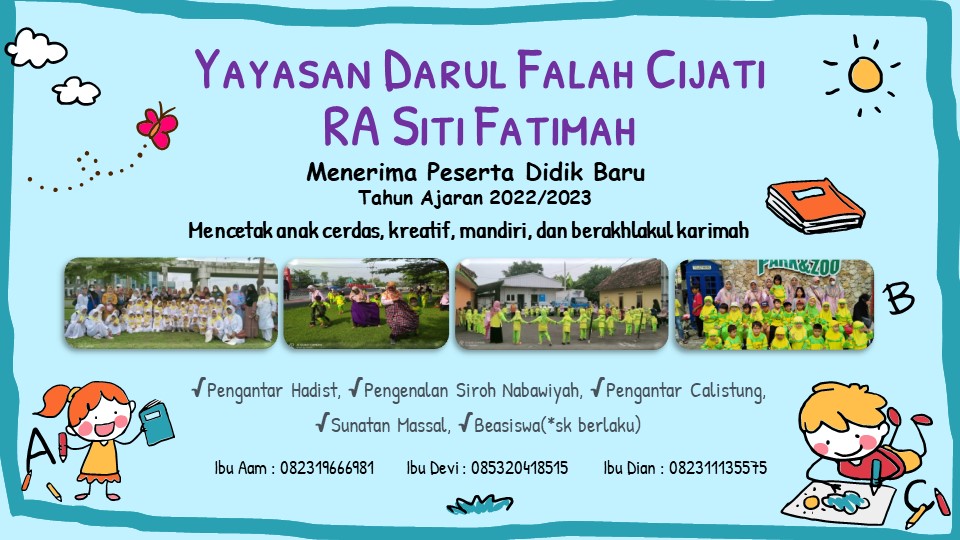 Yayasan Darul Falah Cijati
RA Siti Fatimah
Menerima Peserta Didik Baru
Tahun Ajaran 2022/2023
Mencetak anak cerdas, kreatif, mandiri, dan berakhlakul karimah
PARK&ZOO
B
√Pengantar Hadist, √Pengenalan Siroh Nabawiyah, √Pengantar Calistung,
√Sunatan Massal, √Beasiswa(*sk berlaku)
A
Ibu Aam : 082319666981 Ibu Devi : 085320418515 Ibu Dian : 082311135575
C